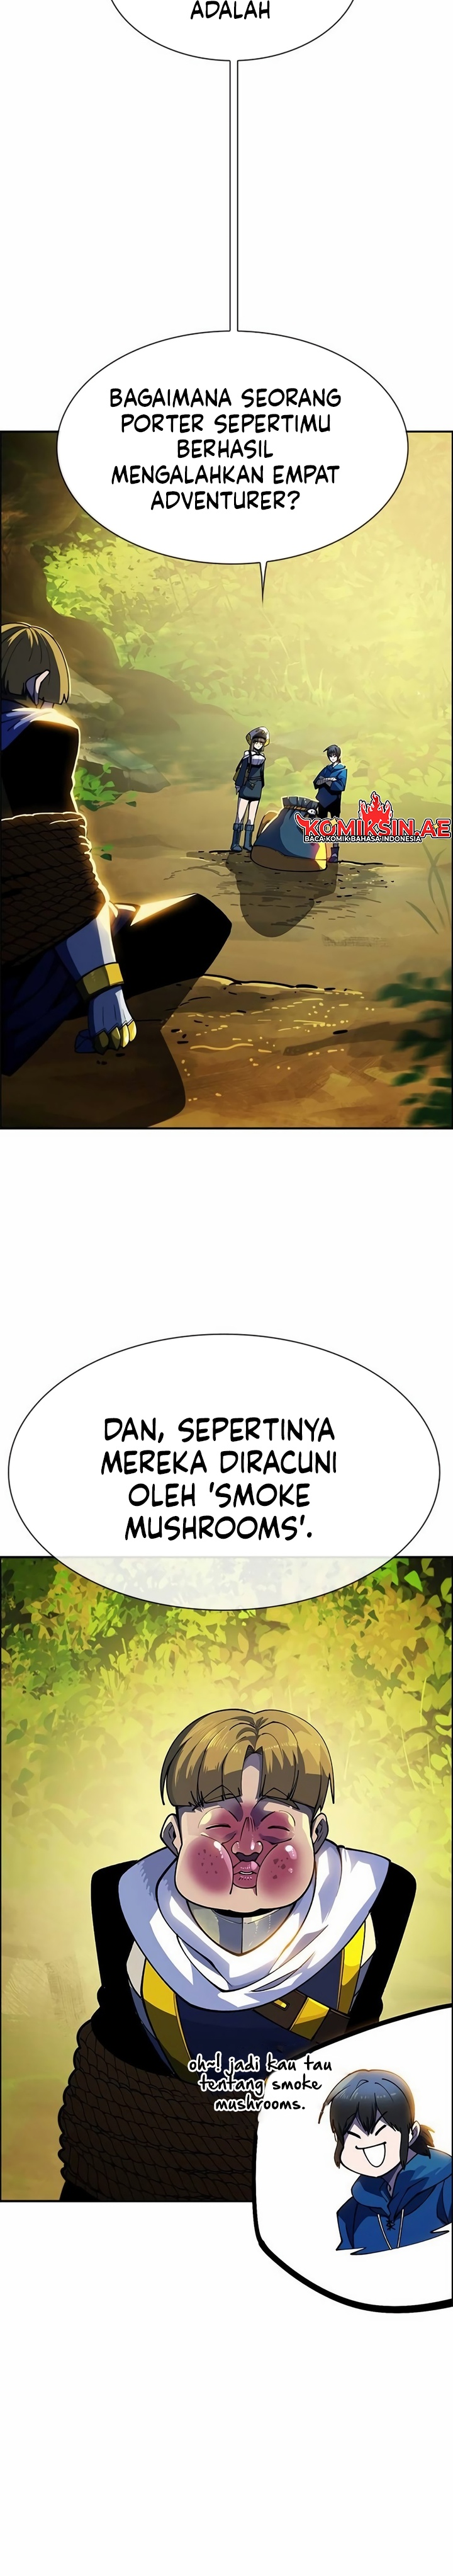 ADALAH
BAGAIMANA SEORANG
PORTER SEPERTIMU
BERHASIL
MENGALAHKAN EMPAT
ADVENTURER?
KOMIKSIN.AE
BACA KOMIK BAHASA INDONESIA
DAN, SEPERTINYA
MEREKA DIRACUNI
OLEH 'SMOKE
MUSHROOMS'.
oh~! jadi kau tau
tentang smoke
mushrooms.